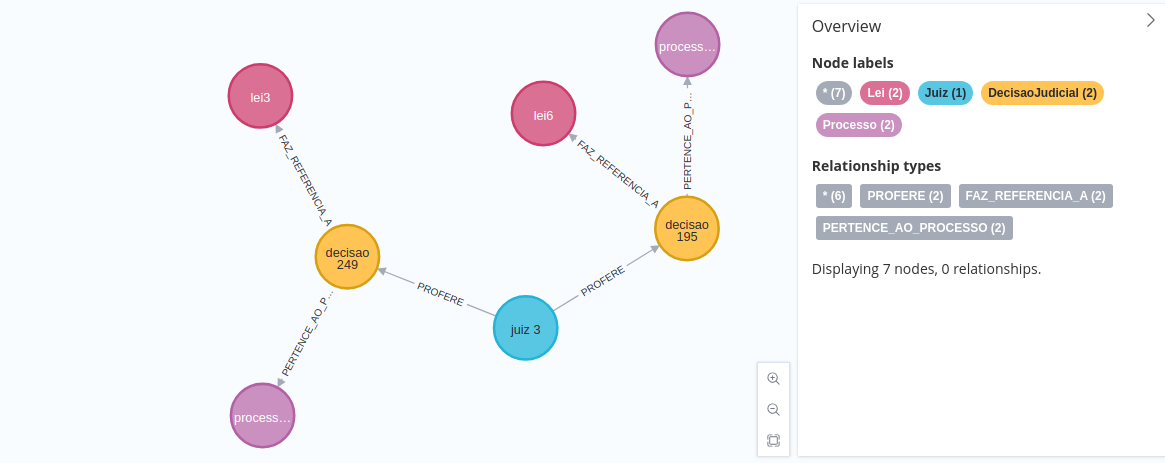 process…
lei3
lei6
FAZ_REFERENCIA_A
FAZ_REFERENCIA_A
PERTENCE_AO_P…
decisao
249
decisao
195
PROFERE
PROFERE
juiz 3
PERTENCE_AO_P…
process…
Overview
Node labels
* (7) Lei (2) Juiz (1) DecisaoJudicial (2)
Processo (2)
Relationship types
* (6) PROFERE (2) FAZ_REFERENCIA_A (2)
PERTENCE_AO_PROCESSO (2)
Displaying 7 nodes, 0 relationships.